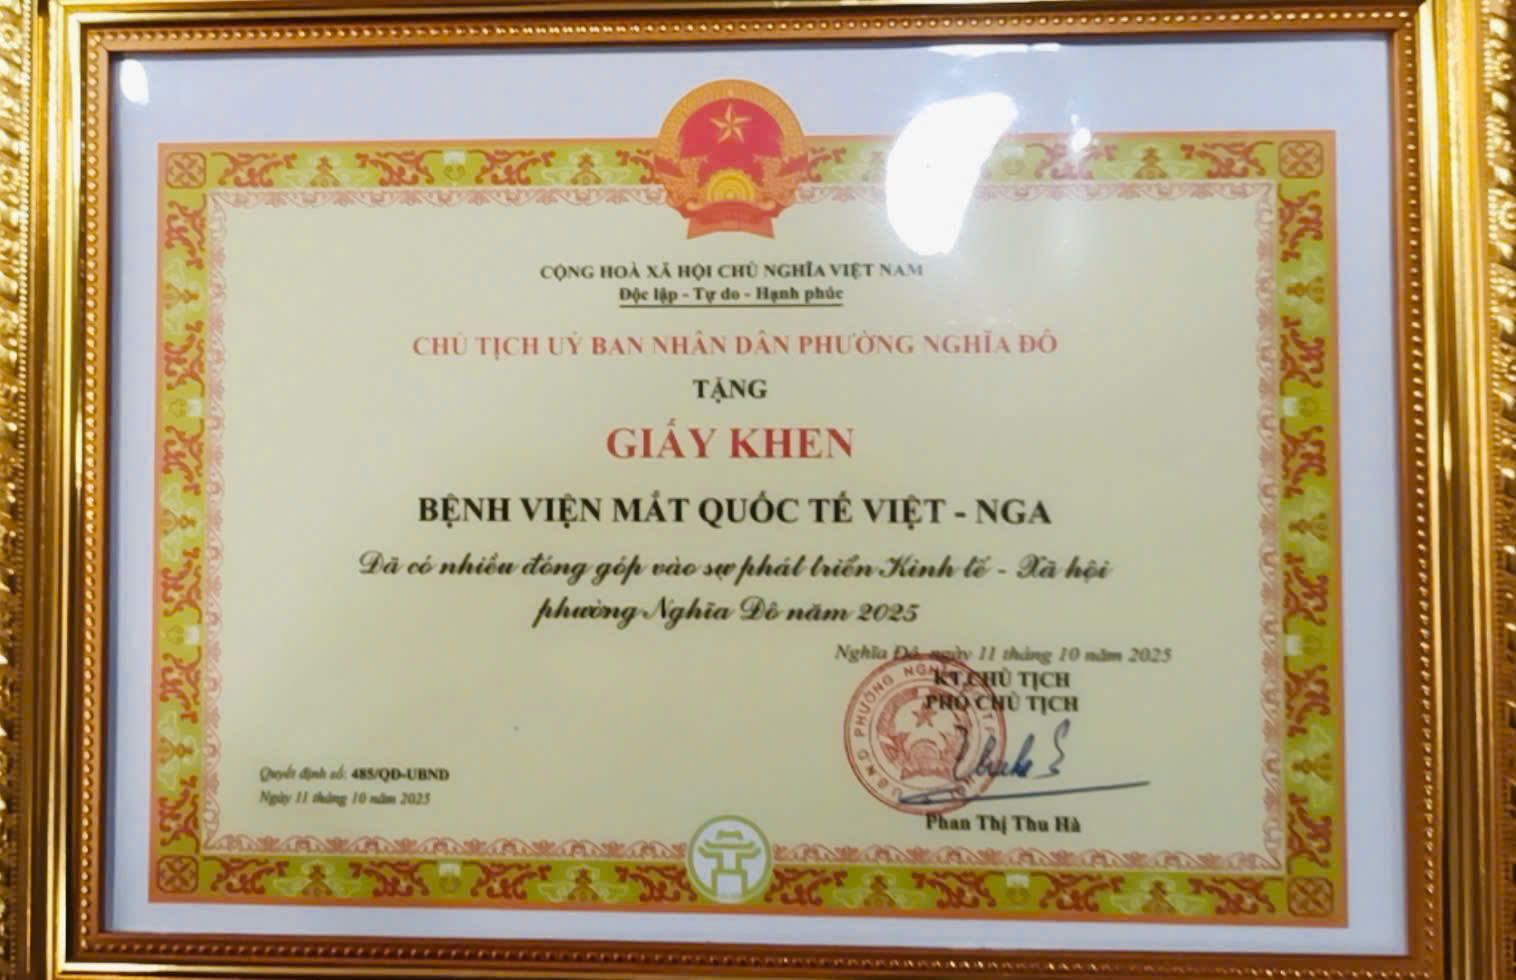 CỘNG HOÀ XÃ HỘI CHỦ NGHĨA VIỆT NAM
Độc lập - Tự do - Hạnh phúc
CHỦ TỊCH UỶ BAN NHÂN DÂN PHƯỜNG NGHĨA ĐÔ
TẶNG
GIẤY KHEN
BỆNH VIỆN MẮT QUỐC TẾ VIỆT - NGA
Đã có nhiều đóng góp vào sự phát triển Kinh tế - Xã hội
phường Nghĩa Đô năm 2025
Nghĩa Đô, ngày 11 tháng 10 năm 2025
KT.CHỦ TỊCH
PHÓ CHỦ TỊCH
U.B.N.D PHƯỜNG NGHĨA
Phan Thị Thu Hà
Quyết định số: 485/QĐ-UBND
Ngày 11 tháng 10 năm 2025